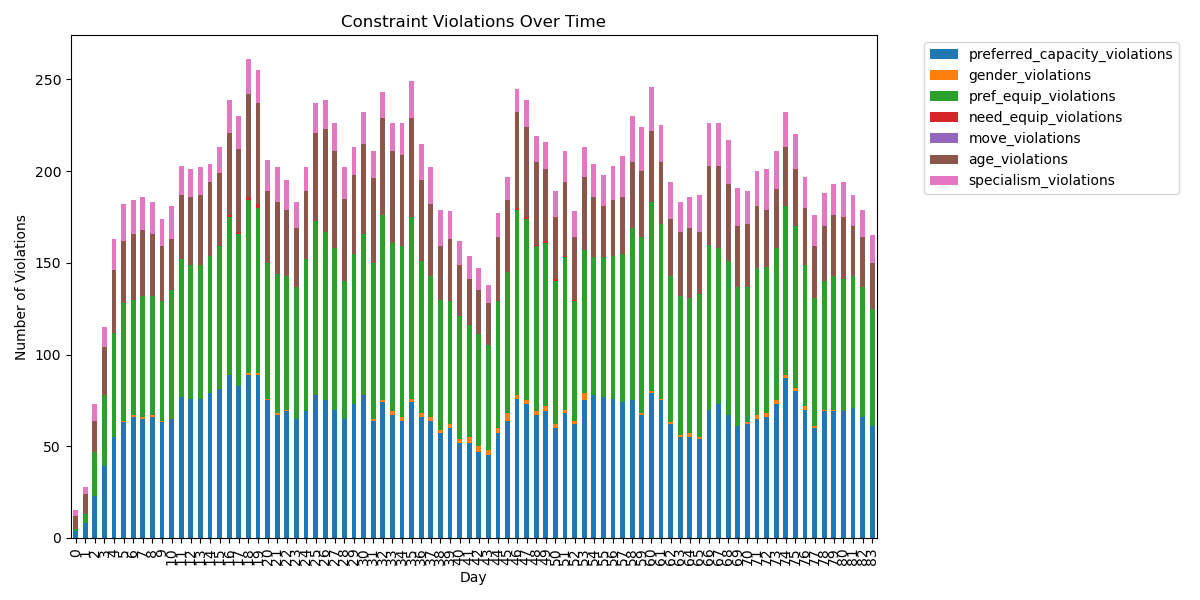 Constraint Violations Over Time
Number of Violations
250
200
150
100
50
0
0 1 2 3 4 5 6 7 8 9 10 11 12 13 14 15 16 17 18 19 20 21 22 23 24 25 26 27 28 29 30 31 32 33 34 35 36 37 38 39 40 41 42 43 44 45 46 47 48 49 50 51 52 53 54 55 56 57 58 59 60 61 62 63 64 65 66 67 68 69 70 71 72 73 74 75 76 77 78 79 80 81 82 83
Day
preferred_capacity_violations
gender_violations
pref_equip_violations
need_equip_violations
move_violations
age_violations
specialism_violations